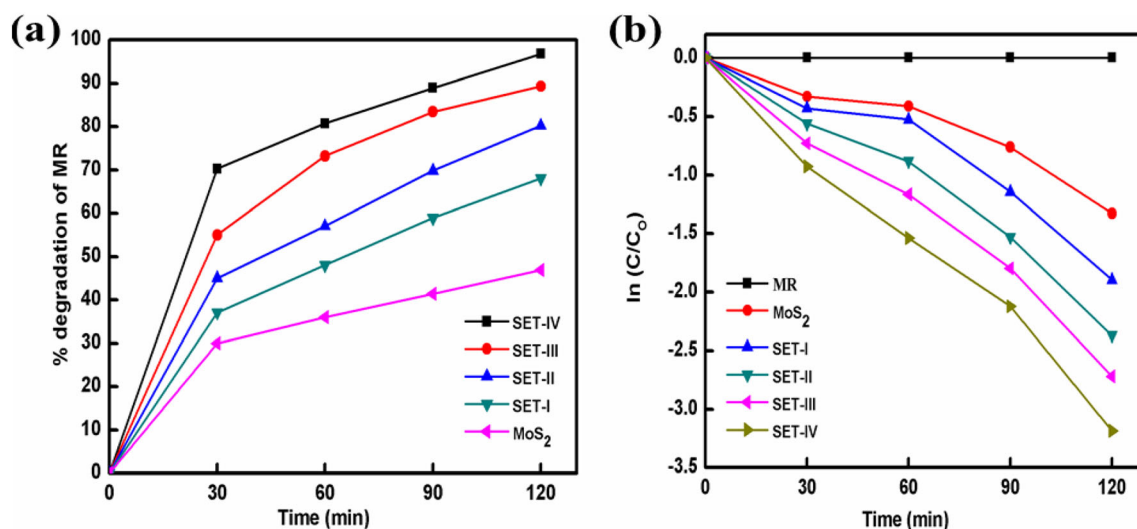 (a)
% degradation of MR
100
90
80
70
60
50
40
30
20
10
0
0 30 60 90 120
Time (min)
SET-IV
SET-III
SET-II
SET-I
MoS₂
(b)
ln (C/C₀)
0.0
-0.5
-1.0
-1.5
-2.0
-2.5
-3.0
-3.5
0 30 60 90 120
Time (min)
MR
MoS₂
SET-I
SET-II
SET-III
SET-IV